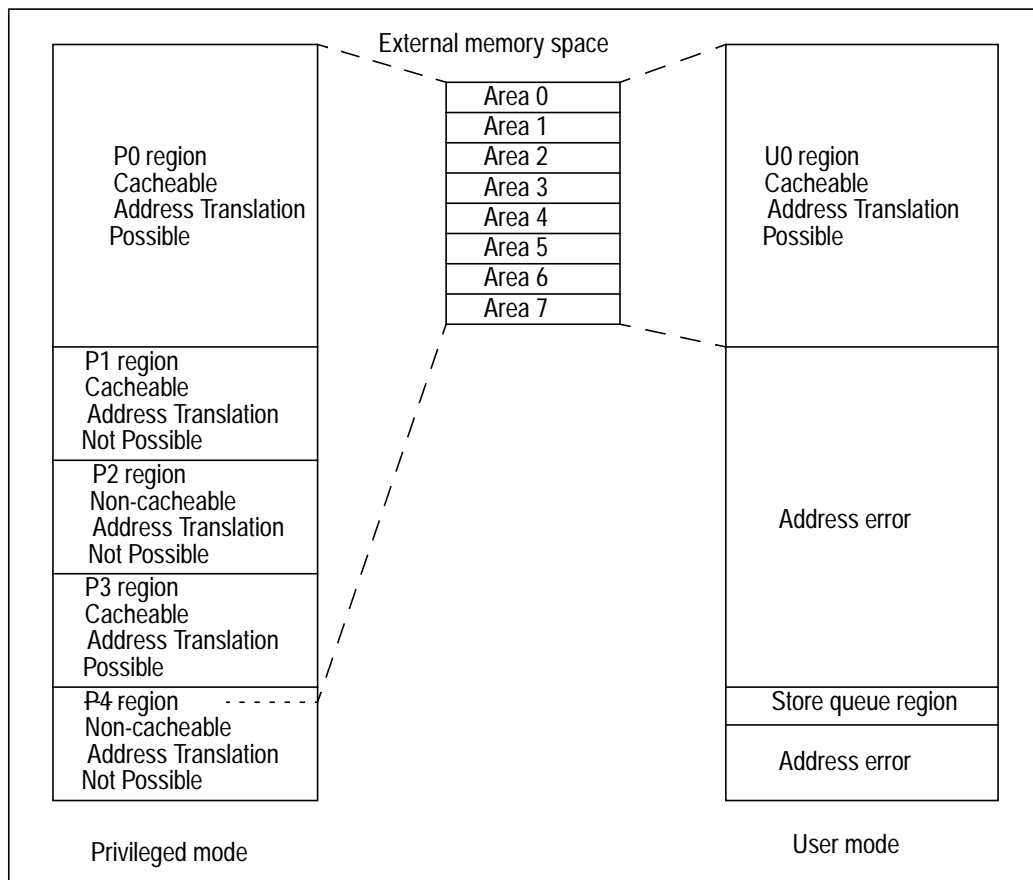 External memory space
P0 region
Cacheable
Address Translation
Possible
P1 region
Cacheable
Address Translation
Not Possible
P2 region
Non-cacheable
Address Translation
Not Possible
P3 region
Cacheable
Address Translation
Possible
P4 region
Non-cacheable
Address Translation
Not Possible
Privileged mode
Area 0
Area 1
Area 2
Area 3
Area 4
Area 5
Area 6
Area 7
U0 region
Cacheable
Address Translation
Possible
Address error
Store queue region
Address error
User mode